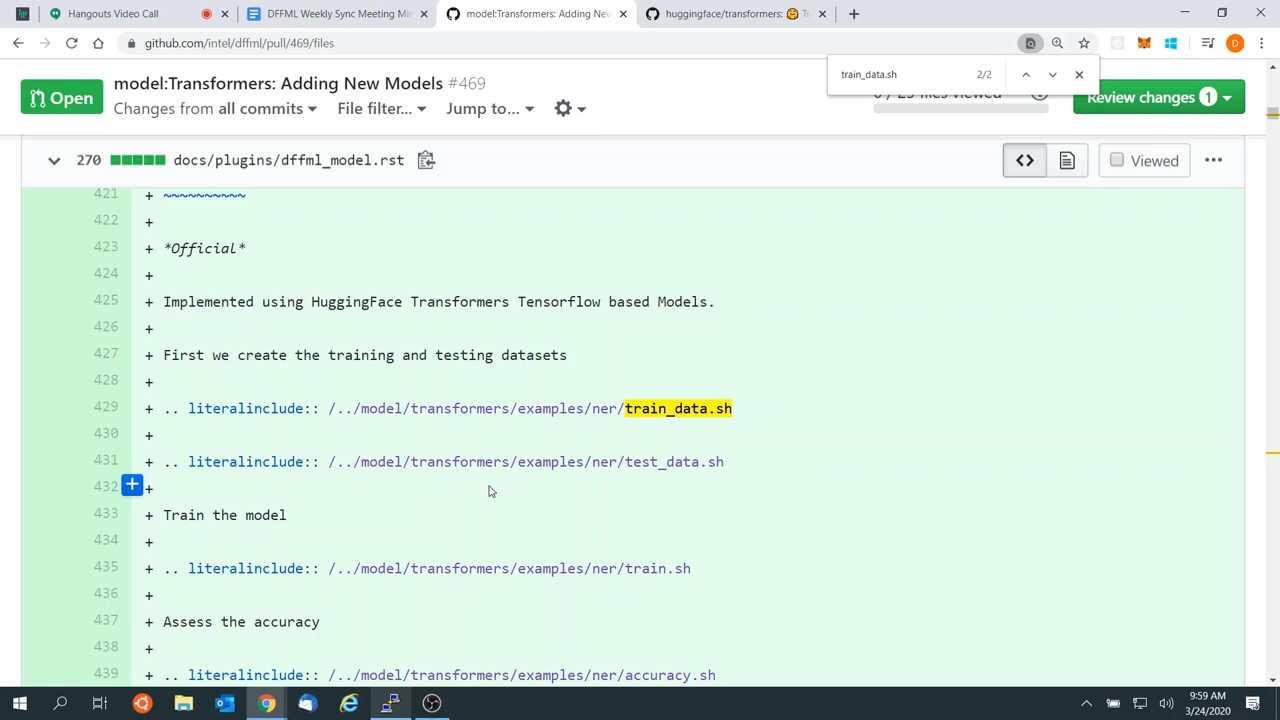 Hangouts Video Call
DFFML Weekly Sync Meeting Min
model:Transformers: Adding New
huggingface/transformers: 🤗 Tr
github.com/intel/dffml/pull/469/files
D
train_data.sh 2/2
Open
model:Transformers: Adding New Models #469
Changes from all commits File filter... Jump to...
Review changes 1
270 docs/plugins/dffml_model.rst
Viewed
421 + ~~~~~~~~~~
422 +
423 + *Official*
424 +
425 + Implemented using HuggingFace Transformers Tensorflow based Models.
426 +
427 + First we create the training and testing datasets
428 +
429 + .. literalinclude:: /../model/transformers/examples/ner/train_data.sh
430 +
431 + .. literalinclude:: /../model/transformers/examples/ner/test_data.sh
432 +
433 + Train the model
434 +
435 + .. literalinclude:: /../model/transformers/examples/ner/train.sh
436 +
437 + Assess the accuracy
438 +
439 + .. literalinclude:: /../model/transformers/examples/ner/accuracy.sh
9:59 AM
3/24/2020